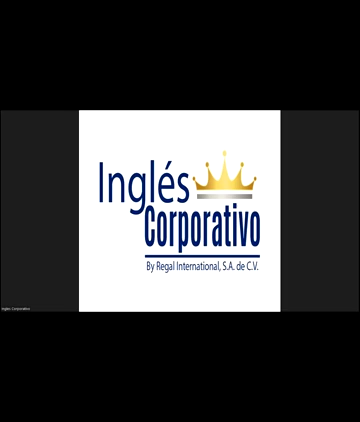 Inglés
Corporativo
By Regal International, S.A. de C.V.
Inglés Corporativo